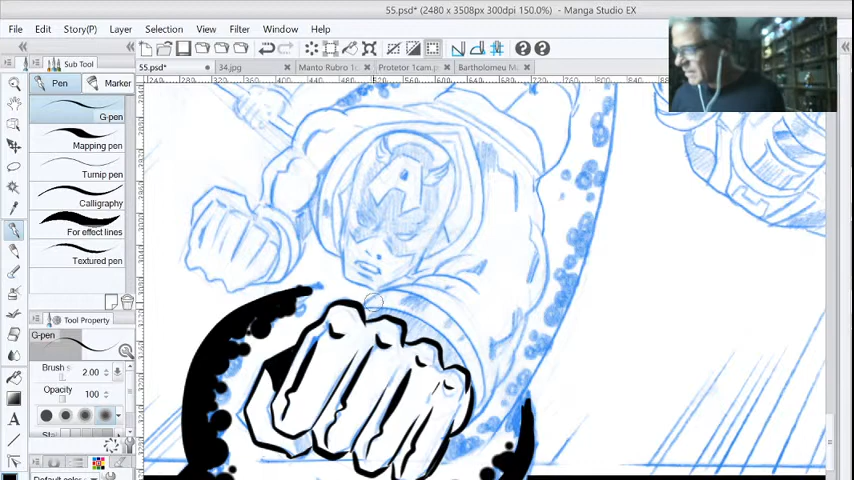 55.psd* (2480 x 3508px 300dpi 150.0%) - Manga Studio EX
File Edit Story(P) Layer Selection View Filter Window Help
Sub Tool
55.psd* 34.jpg Manto Rubro 1c Protetor 1cam.p Bartholomeu M
Pen Marker
G-pen
Mapping pen
Turnip pen
Calligraphy
For effect lines
Textured pen
Tool Property
G-pen
Brush s 2.00
Opacity 100
Default color
A